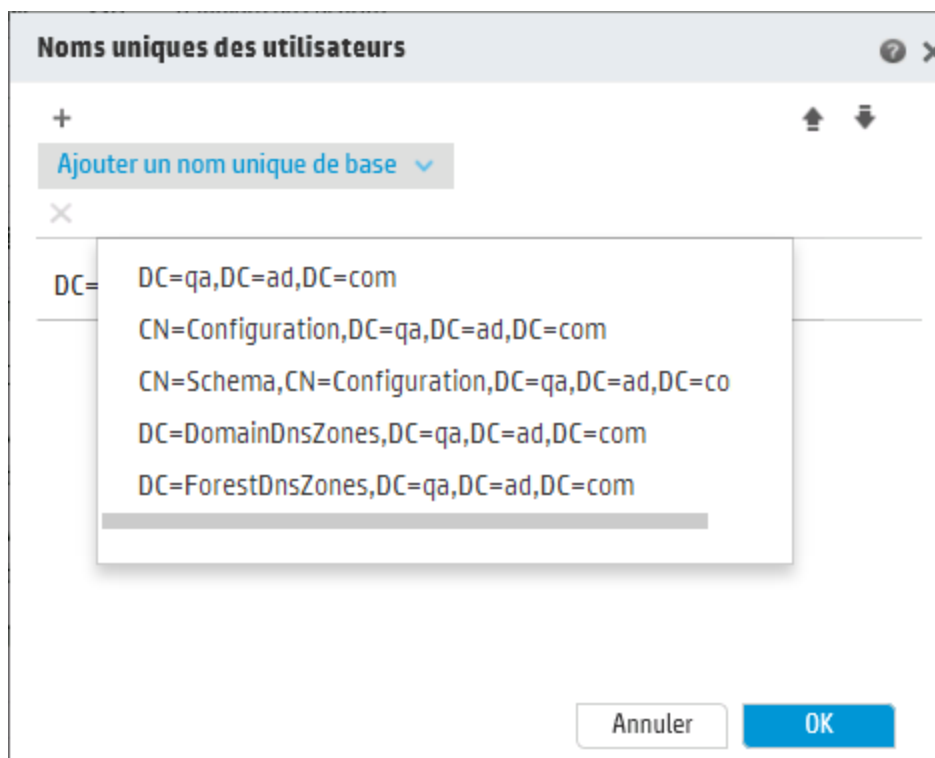 Noms uniques des utilisateurs
Ajouter un nom unique de base
DC=
DC=qa,DC=ad,DC=com
CN=Configuration,DC=qa,DC=ad,DC=com
CN=Schema,CN=Configuration,DC=qa,DC=ad,DC=co
DC=DomainDnsZones,DC=qa,DC=ad,DC=com
DC=ForestDnsZones,DC=qa,DC=ad,DC=com
Annuler
OK